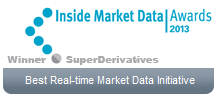 Inside Market Data Awards
2013
Winner SuperDerivatives
Best Real-time Market Data Initiative